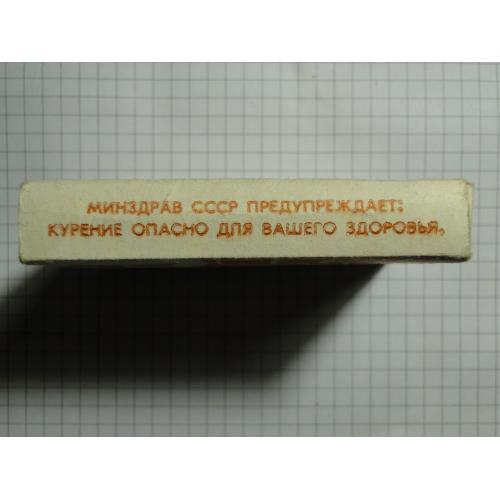 МИНЗДРАВ СССР ПРЕДУПРЕЖДАЕТ:
КУРЕНИЕ ОПАСНО ДЛЯ ВАШЕГО ЗДОРОВЬЯ,